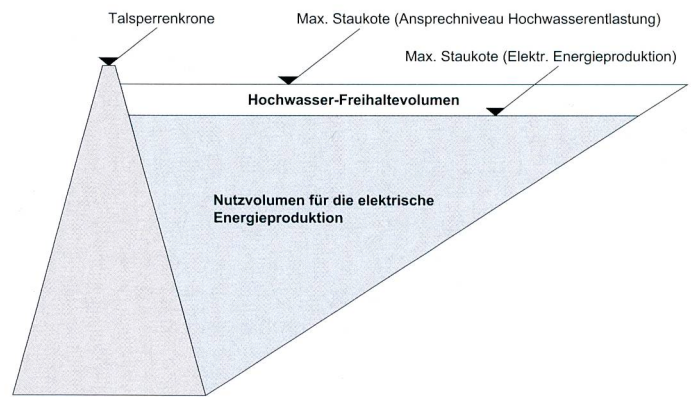 Talsperrenkrone
Max. Staukote (Ansprechniveau Hochwasserentlastung)
Max. Staukote (Elektr. Energieproduktion)
Hochwasser-Freihaltevolumen
Nutzvolumen für die elektrische
Energieproduktion